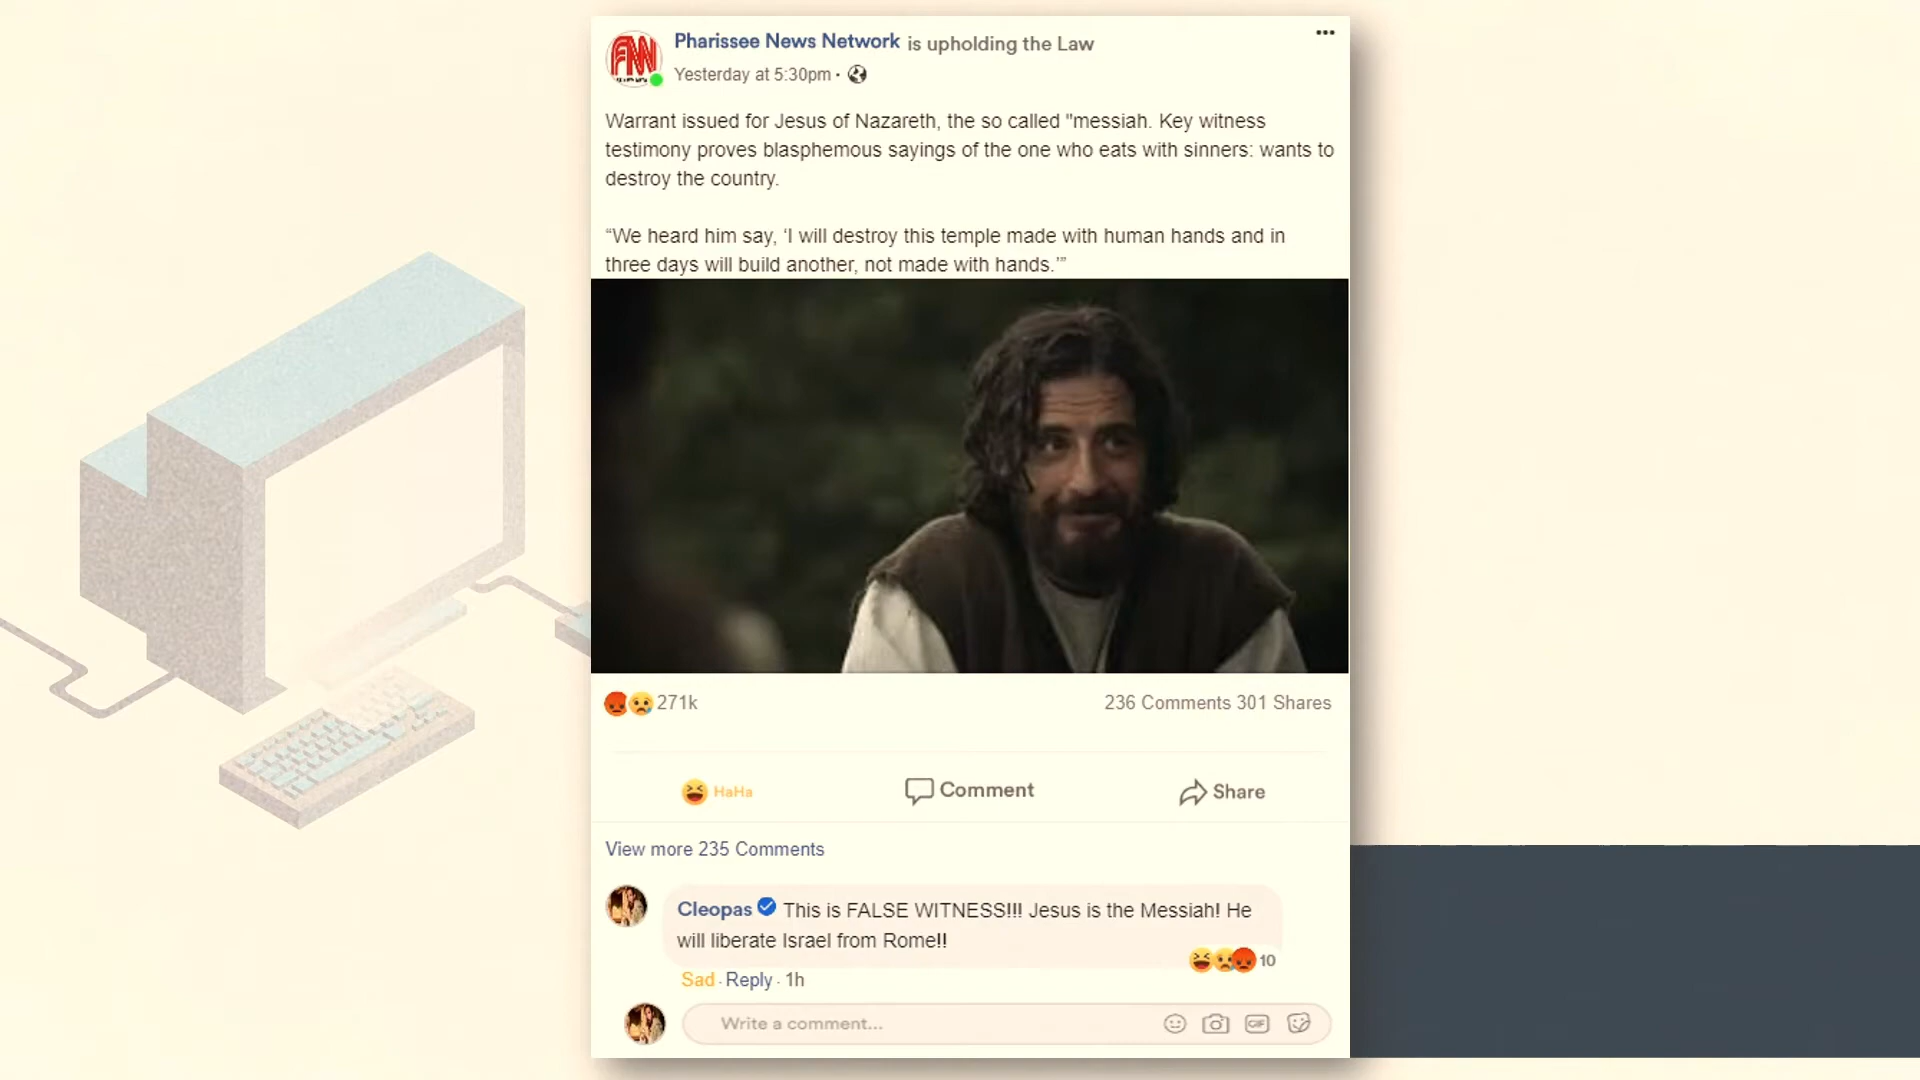 Pharissee News Network is upholding the Law
Yesterday at 5:30pm ·
Warrant issued for Jesus of Nazareth, the so called "messiah. Key witness
testimony proves blasphemous sayings of the one who eats with sinners: wants to
destroy the country.
“We heard him say, ‘I will destroy this temple made with human hands and in
three days will build another, not made with hands.’”
271k
236 Comments 301 Shares
HaHa
Comment
Share
View more 235 Comments
Cleopas This is FALSE WITNESS!!! Jesus is the Messiah! He
will liberate Israel from Rome!!
10
Sad · Reply · 1h
Write a comment...
GIF